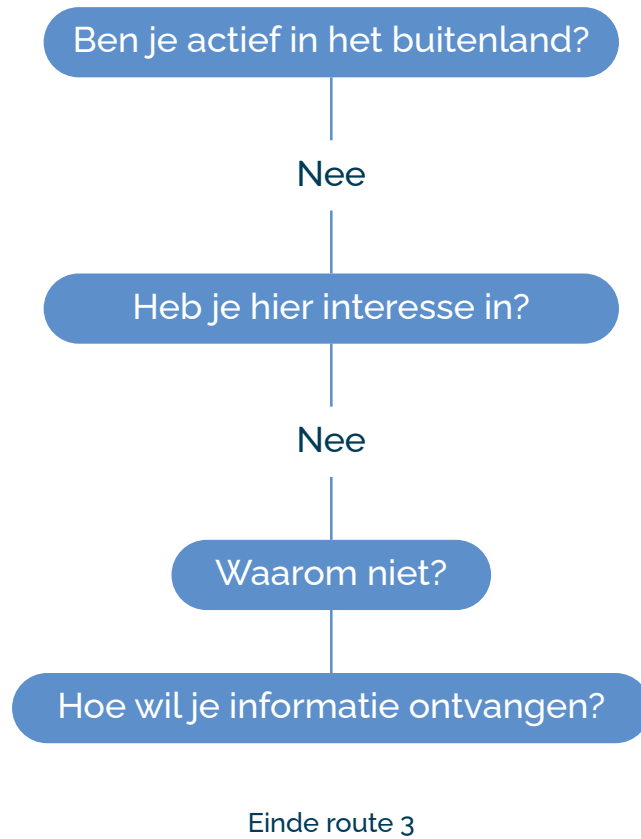 Ben je actief in het buitenland?
Nee
Heb je hier interesse in?
Nee
Waarom niet?
Hoe wil je informatie ontvangen?
Einde route 3